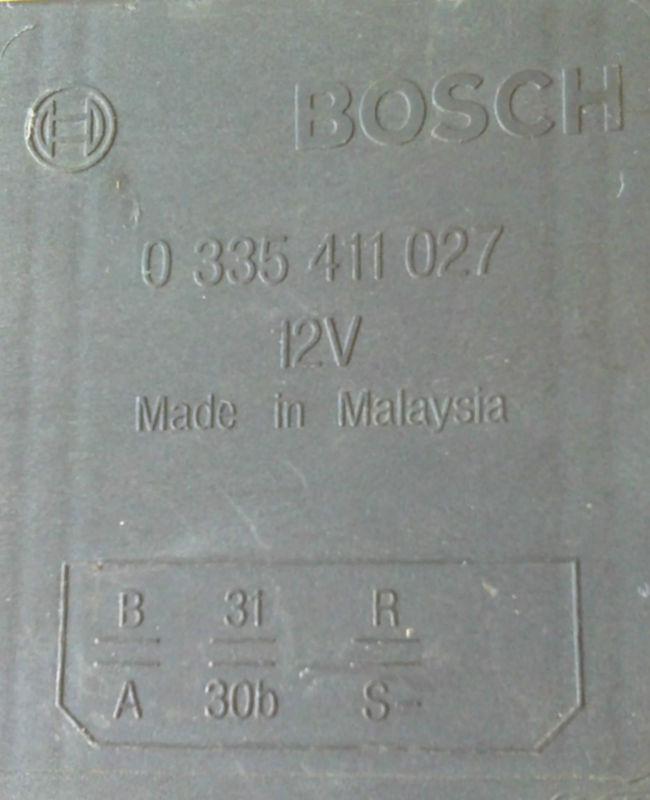 BOSCH
0 335 411 027
12V
Made in Malaysia
B 31 R
A 30b S